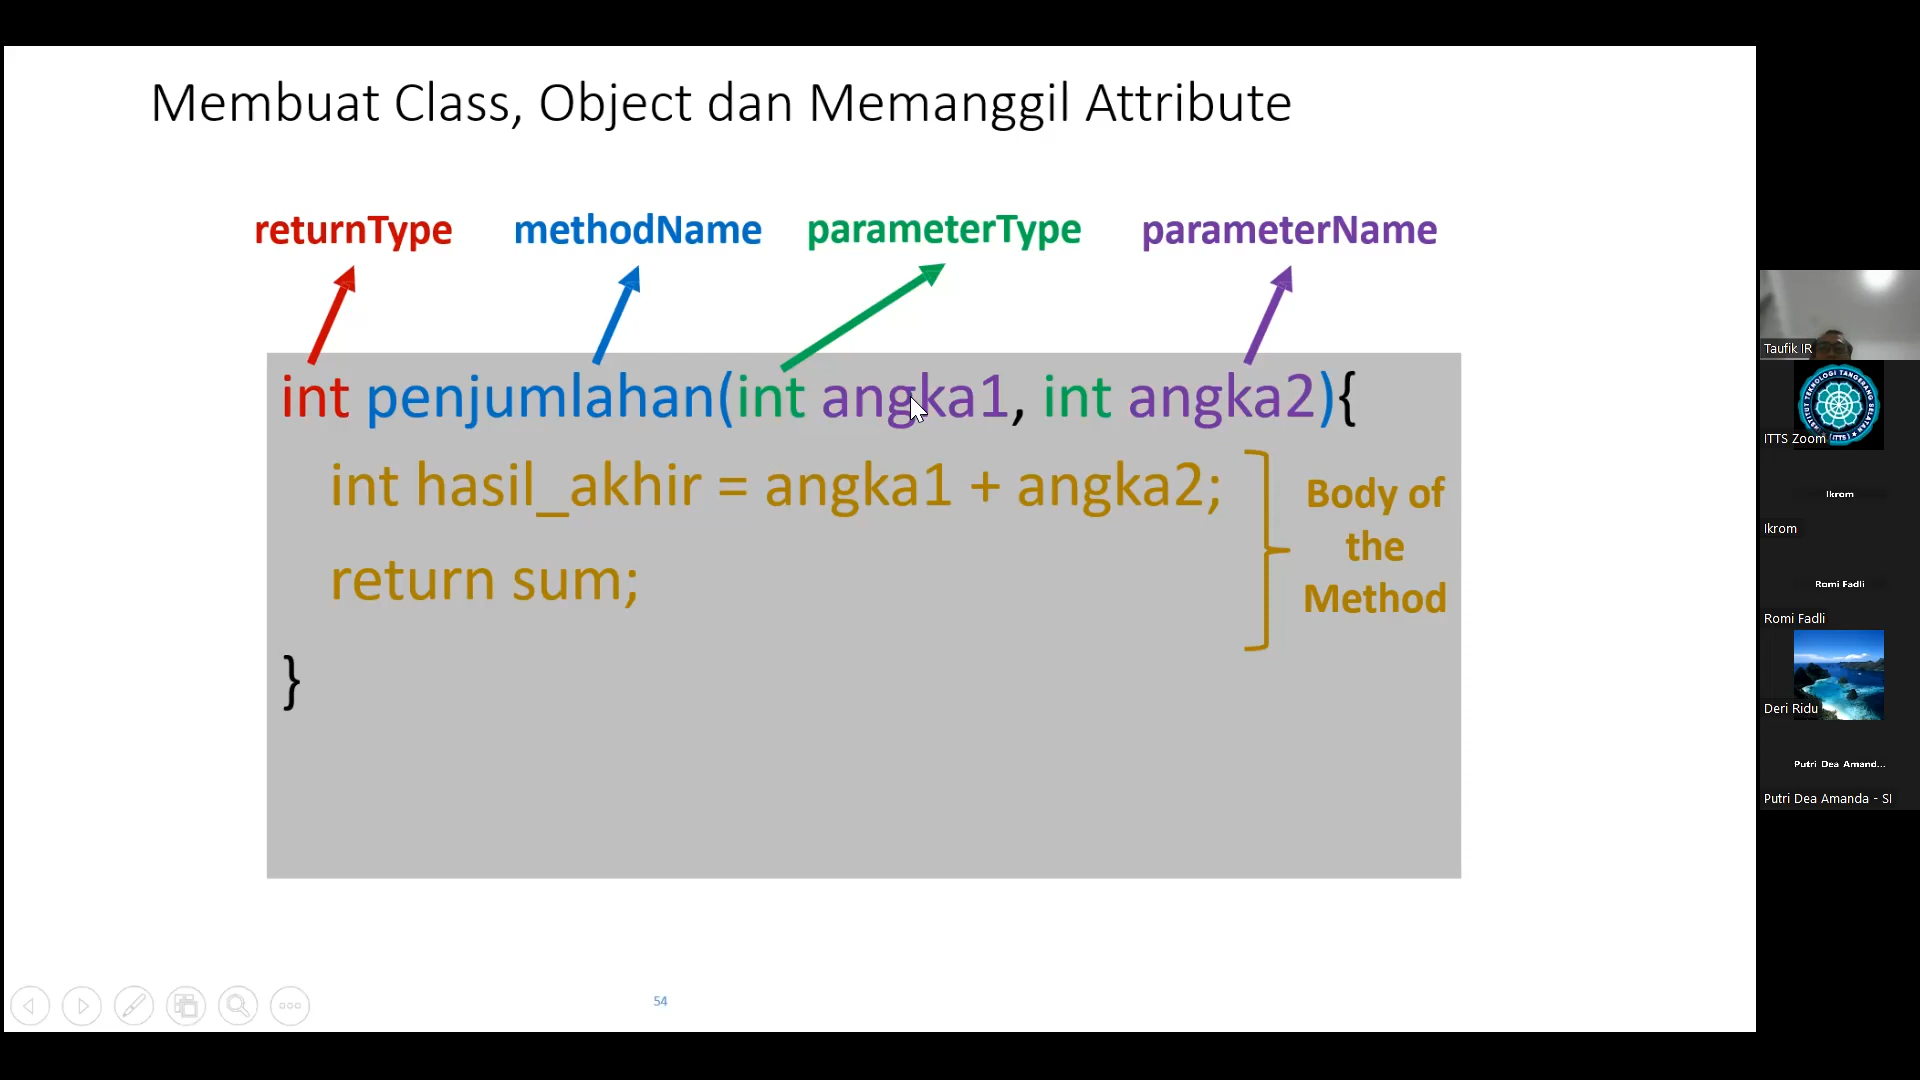 Membuat Class, Object dan Memanggil Attribute
returnType methodName parameterType parameterName
int penjumlahan(int angka1, int angka2){
int hasil_akhir = angka1 + angka2;
return sum;
}
Body of
the
Method
54
Taufik IR
ITTS Zoom
Ikrom
Ikrom
Romi Fadli
Romi Fadli
Deri Ridu
Putri Dea Amand...
Putri Dea Amanda - SI